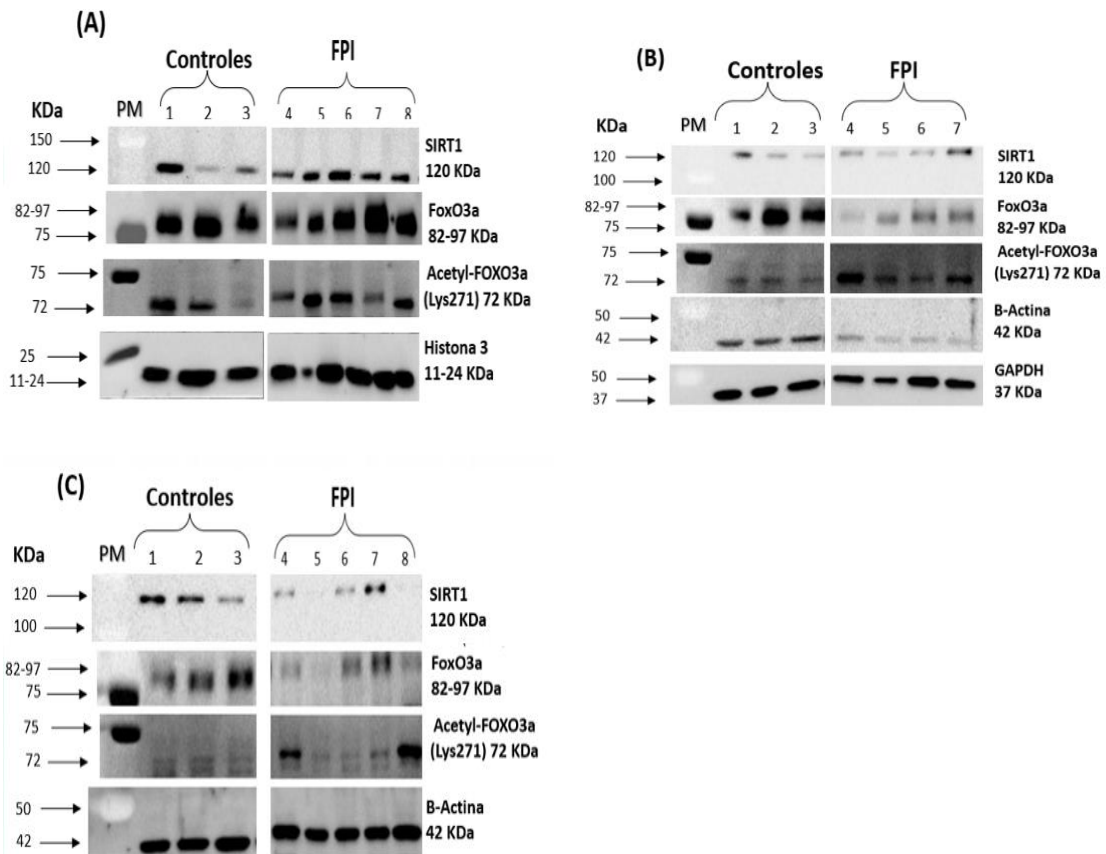 (A)
Controles FPI
KDa PM 1 2 3 4 5 6 7 8
150
120
SIRT1
120 KDa
82-97
75
FoxO3a
82-97 KDa
75
72
Acetyl-FOXO3a
(Lys271) 72 KDa
25
11-24
Histona 3
11-24 KDa
(B)
Controles FPI
KDa PM 1 2 3 4 5 6 7
120
100
SIRT1
120 KDa
82-97
75
FoxO3a
82-97 KDa
75
72
Acetyl-FOXO3a
(Lys271) 72 KDa
50
42
B-Actina
42 KDa
50
37
GAPDH
37 KDa
(C)
Controles FPI
KDa PM 1 2 3 4 5 6 7 8
120
100
SIRT1
120 KDa
82-97
75
FoxO3a
82-97 KDa
75
72
Acetyl-FOXO3a
(Lys271) 72 KDa
50
42
B-Actina
42 KDa